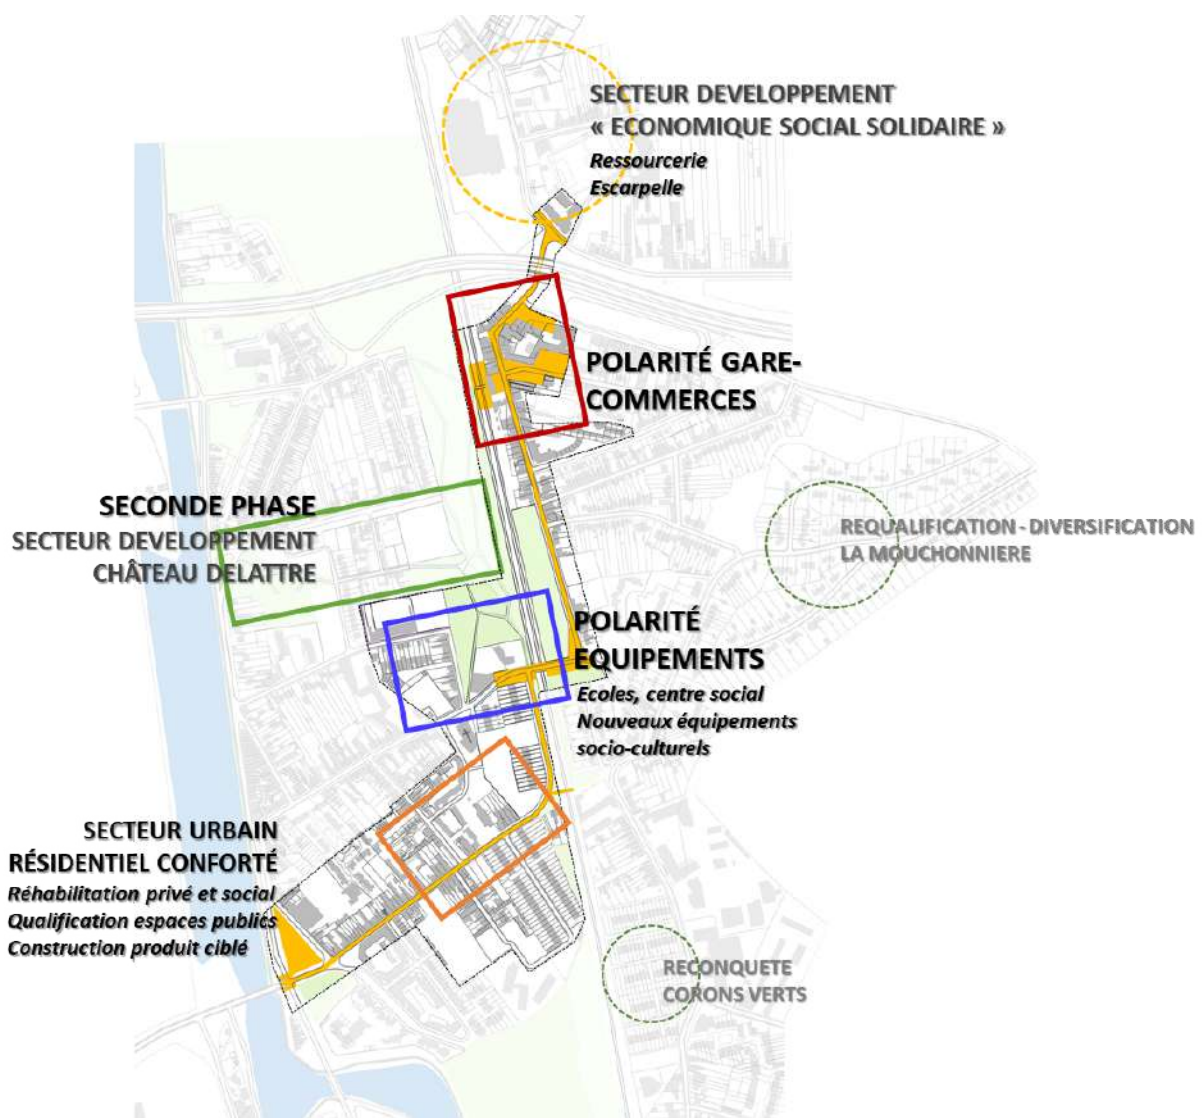 SECTEUR DEVELOPPEMENT
« ECONOMIQUE SOCIAL SOLIDAIRE »
Ressourcerie
Escarpelle
POLARITÉ GARE-
COMMERCES
SECONDE PHASE
SECTEUR DEVELOPPEMENT
CHÂTEAU DELATTRE
REQUALIFICATION - DIVERSIFICATION
LA MOUCHONNIERE
POLARITÉ
EQUIPEMENTS
Ecoles, centre social
Nouveaux équipements
socio-culturels
SECTEUR URBAIN
RÉSIDENTIEL CONFORTÉ
Réhabilitation privé et social
Qualification espaces publics
Construction produit ciblé
RECONQUETE
CORONS VERTS